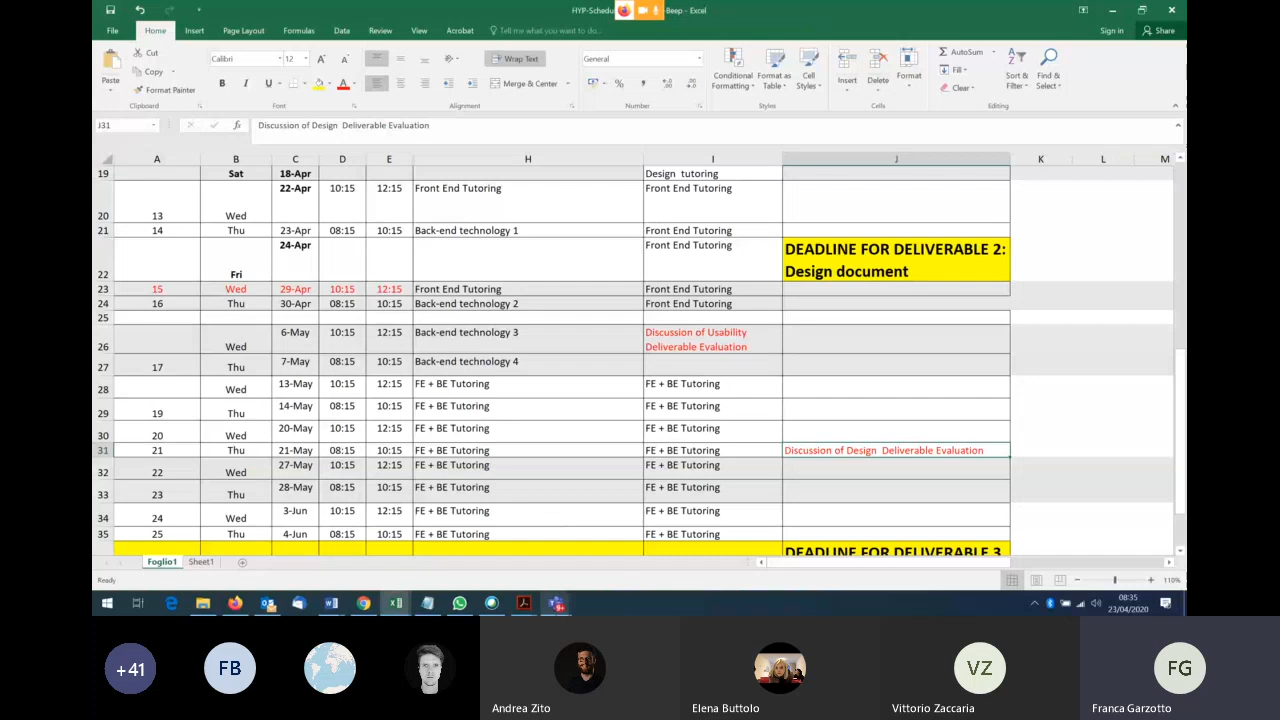 HYP-Schedu Beep - Excel
File Home Insert Page Layout Formulas Data Review View Acrobat Tell me what you want to do... Sign in Share
Cut
Copy
Format Painter
Paste
Clipboard
Calibri 12
B I U
Font
Wrap Text
Merge & Center
Alignment
General
Number
Conditional Formatting
Format as Table
Cell Styles
Styles
Insert Delete Format
Cells
AutoSum
Fill
Clear
Sort & Filter
Find & Select
Editing
J31 fx Discussion of Design Deliverable Evaluation
A B C D E H I J K L M
19 Sat 18-Apr Design tutoring
20 13 Wed 22-Apr 10:15 12:15 Front End Tutoring Front End Tutoring
21 14 Thu 23-Apr 08:15 10:15 Back-end technology 1 Front End Tutoring
22 Fri 24-Apr Front End Tutoring DEADLINE FOR DELIVERABLE 2:
Design document
23 15 Wed 29-Apr 10:15 12:15 Front End Tutoring Front End Tutoring
24 16 Thu 30-Apr 08:15 10:15 Back-end technology 2 Front End Tutoring
25
26 Wed 6-May 10:15 12:15 Back-end technology 3 Discussion of Usability
Deliverable Evaluation
27 17 Thu 7-May 08:15 10:15 Back-end technology 4
28 Wed 13-May 10:15 12:15 FE + BE Tutoring FE + BE Tutoring
29 19 Thu 14-May 08:15 10:15 FE + BE Tutoring FE + BE Tutoring
30 20 Wed 20-May 10:15 12:15 FE + BE Tutoring FE + BE Tutoring
31 21 Thu 21-May 08:15 10:15 FE + BE Tutoring FE + BE Tutoring Discussion of Design Deliverable Evaluation
32 22 Wed 27-May 10:15 12:15 FE + BE Tutoring FE + BE Tutoring
33 23 Thu 28-May 08:15 10:15 FE + BE Tutoring FE + BE Tutoring
34 24 Wed 3-Jun 10:15 12:15 FE + BE Tutoring FE + BE Tutoring
35 25 Thu 4-Jun 08:15 10:15 FE + BE Tutoring FE + BE Tutoring
DEADLINE FOR DELIVERABLE 3
Foglio1 Sheet1
Ready 110%
08:35
23/04/2020
+41 FB VZ FG
Andrea Zito Elena Buttolo Vittorio Zaccaria Franca Garzotto